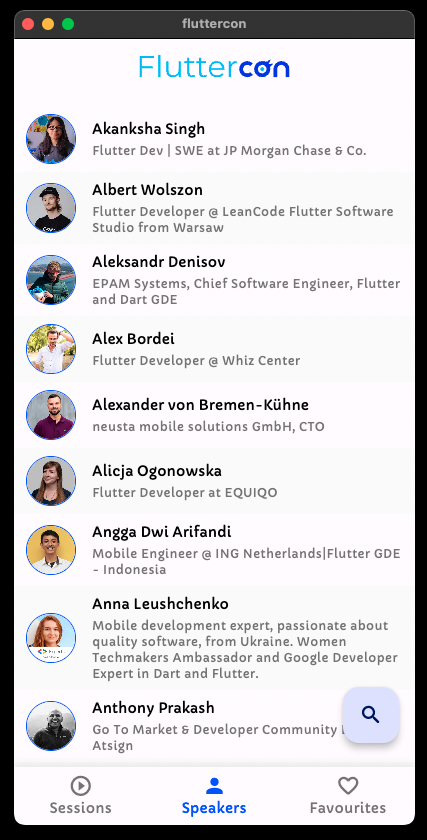 fluttercon
Fluttercon
Akanksha Singh
Flutter Dev | SWE at JP Morgan Chase & Co.
Albert Wolszon
Flutter Developer @ LeanCode Flutter Software
Studio from Warsaw
Aleksandr Denisov
EPAM Systems, Chief Software Engineer, Flutter
and Dart GDE
Alex Bordei
Flutter Developer @ Whiz Center
Alexander von Bremen-Kühne
neusta mobile solutions GmbH, CTO
Alicja Ogonowska
Flutter Developer at EQUIQO
Angga Dwi Arifandi
Mobile Engineer @ ING Netherlands|Flutter GDE
- Indonesia
Anna Leushchenko
Mobile development expert, passionate about
quality software, from Ukraine. Women
Techmakers Ambassador and Google Developer
Expert in Dart and Flutter.
Anthony Prakash
Go To Market & Developer Community
Atsign
Sessions
Speakers
Favourites